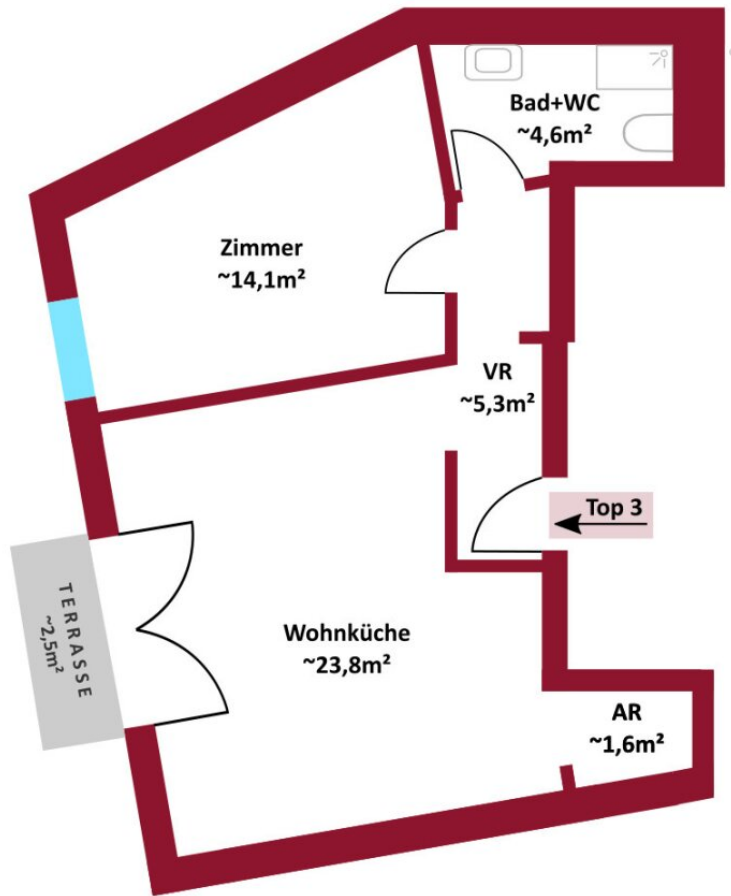 Bad+WC
~4,6m²
Zimmer
~14,1m²
VR
~5,3m²
Top 3
TERRASSE
~2,5m²
Wohnküche
~23,8m²
AR
~1,6m²